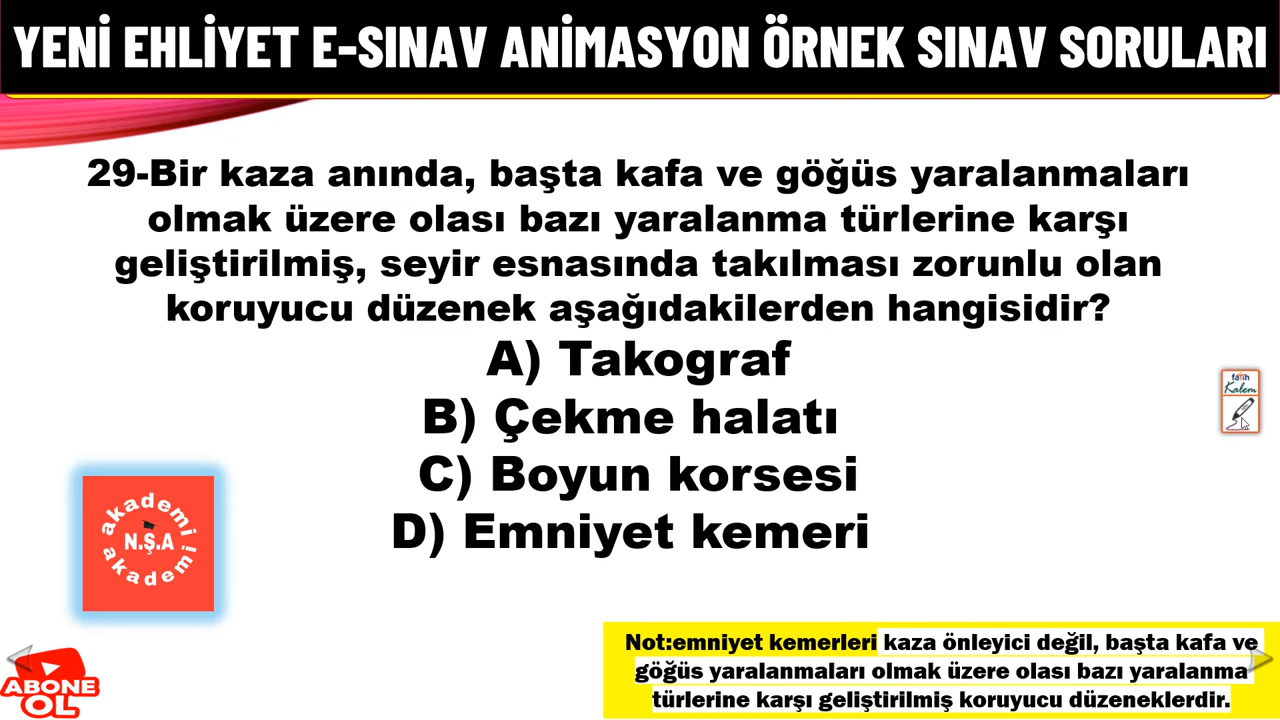 YENİ EHLİYET E-SINAV ANİMASYON ÖRNEK SINAV SORULARI
29-Bir kaza anında, başta kafa ve göğüs yaralanmaları
olmak üzere olası bazı yaralanma türlerine karşı
geliştirilmiş, seyir esnasında takılması zorunlu olan
koruyucu düzenek aşağıdakilerden hangisidir?
A) Takograf
B) Çekme halatı
C) Boyun korsesi
D) Emniyet kemeri
fatih
Kalem
akademi
N.Ş.A
akademi
ABONE
OL
Not:emniyet kemerleri kaza önleyici değil, başta kafa ve
göğüs yaralanmaları olmak üzere olası bazı yaralanma
türlerine karşı geliştirilmiş koruyucu düzeneklerdir.